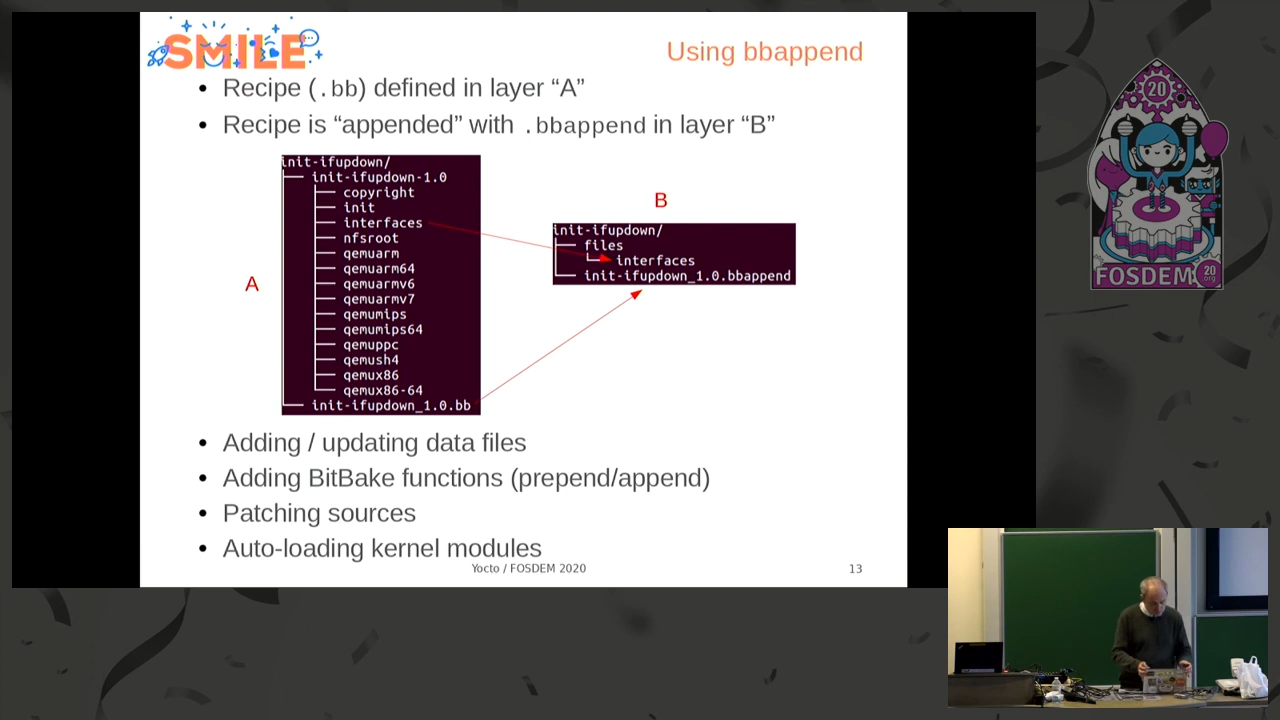 SMILE
Using bbappend
• Recipe (.bb) defined in layer “A”
• Recipe is “appended” with .bbappend in layer “B”
init-ifupdown/
init-ifupdown-1.0
copyright
init
interfaces
nfsroot
qemuarm
qemuarm64
qemuarmv6
qemuarmv7
qemumips
qemumips64
qemuppc
qemush4
qemux86
qemux86-64
init-ifupdown_1.0.bb
A
B
init-ifupdown/
files
interfaces
init-ifupdown_1.0.bbappend
• Adding / updating data files
• Adding BitBake functions (prepend/append)
• Patching sources
• Auto-loading kernel modules
Yocto / FOSDEM 2020
13
20
FOSDEM
20
org